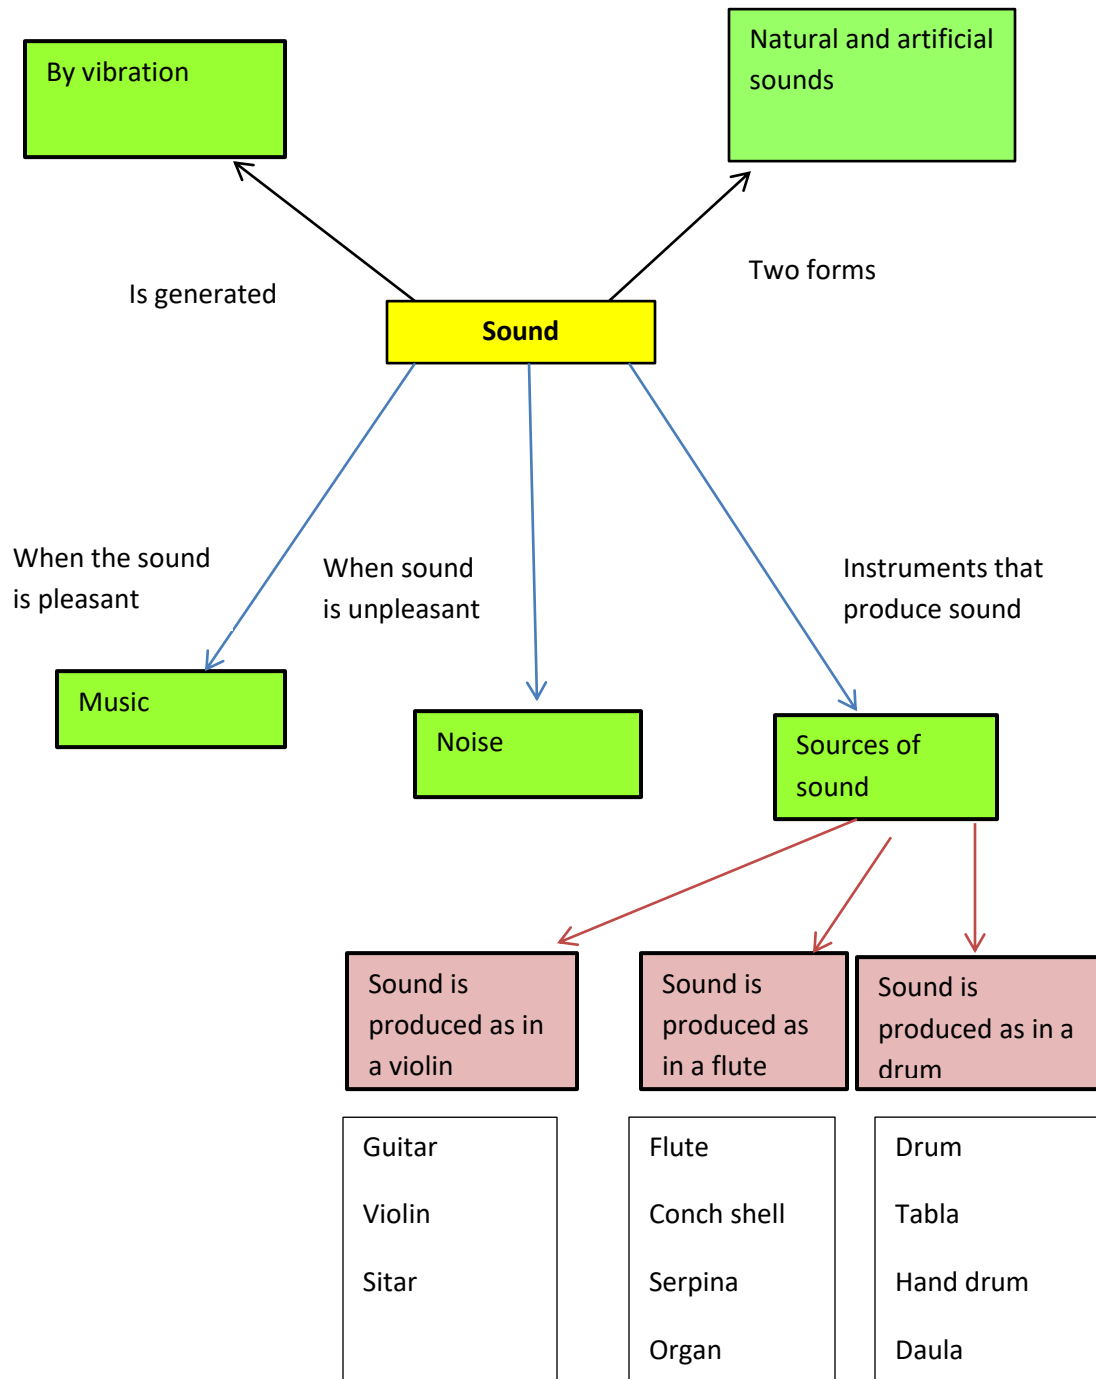 By vibration
Natural and artificial
sounds
Is generated
Two forms
Sound
When the sound
is pleasant
When sound
is unpleasant
Instruments that
produce sound
Music
Noise
Sources of
sound
Sound is
produced as in
a violin
Sound is
produced as
in a flute
Sound is
produced as in a
drum
Guitar
Violin
Sitar
Flute
Conch shell
Serpina
Organ
Drum
Tabla
Hand drum
Daula